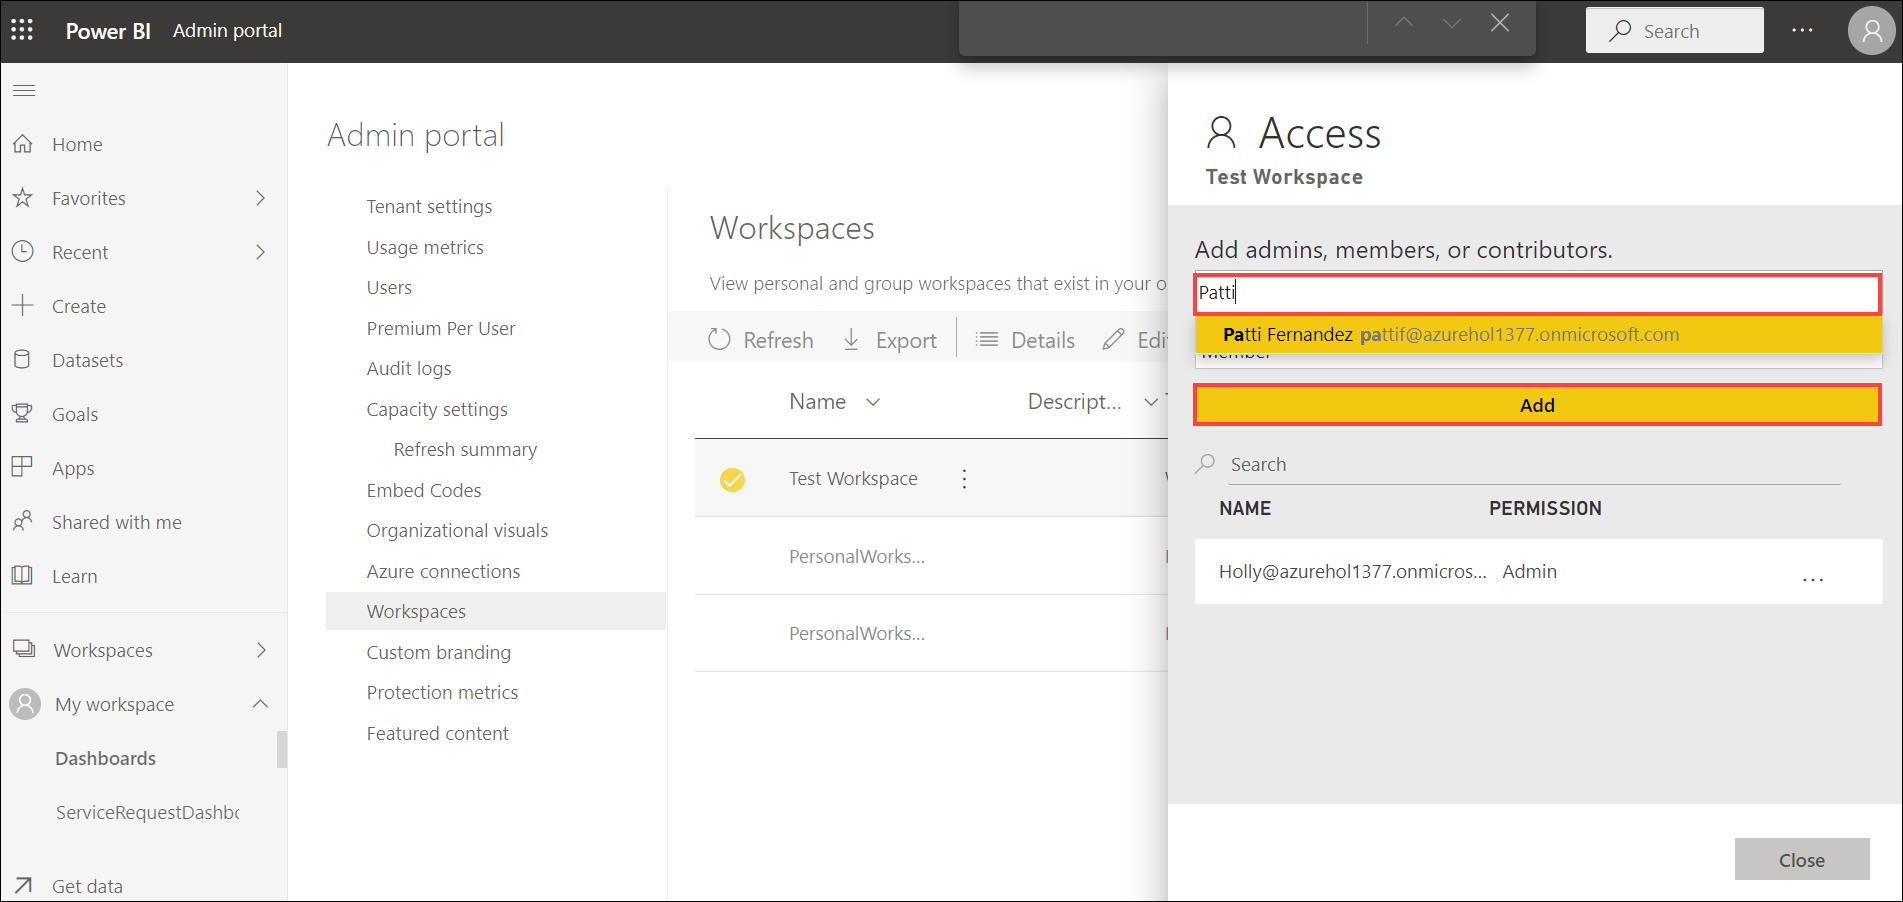 Power BI Admin portal
Search
Home
Favorites
Recent
Create
Datasets
Goals
Apps
Shared with me
Learn
Workspaces
My workspace
Dashboards
ServiceRequestDashbo
Get data
Admin portal
Tenant settings
Usage metrics
Users
Premium Per User
Audit logs
Capacity settings
Refresh summary
Embed Codes
Organizational visuals
Azure connections
Workspaces
Custom branding
Protection metrics
Featured content
Workspaces
View personal and group workspaces that exist in your o
Refresh Export Details Edi
Name Descript...
Test Workspace
PersonalWorks...
PersonalWorks...
Access
Test Workspace
Add admins, members, or contributors.
Patti
Patti Fernandez pattif@azurehol1377.onmicrosoft.com
Member
Add
Search
NAME PERMISSION
Holly@azurehol1377.onmicros... Admin
Close